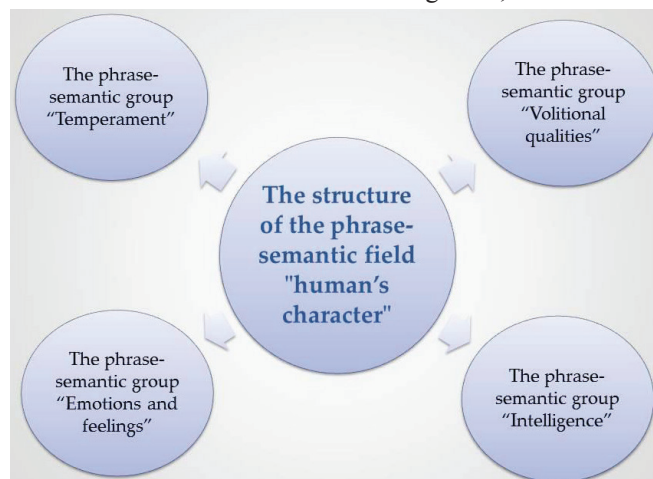 The phrase-
semantic group
“Temperament”
The phrase-
semantic group
“Volitional
qualities”
The structure
of the phrase-
semantic field
"human’s
character"
The phrase-
semantic group
“Emotions and
feelings”
The phrase-
semantic group
“Intelligence”